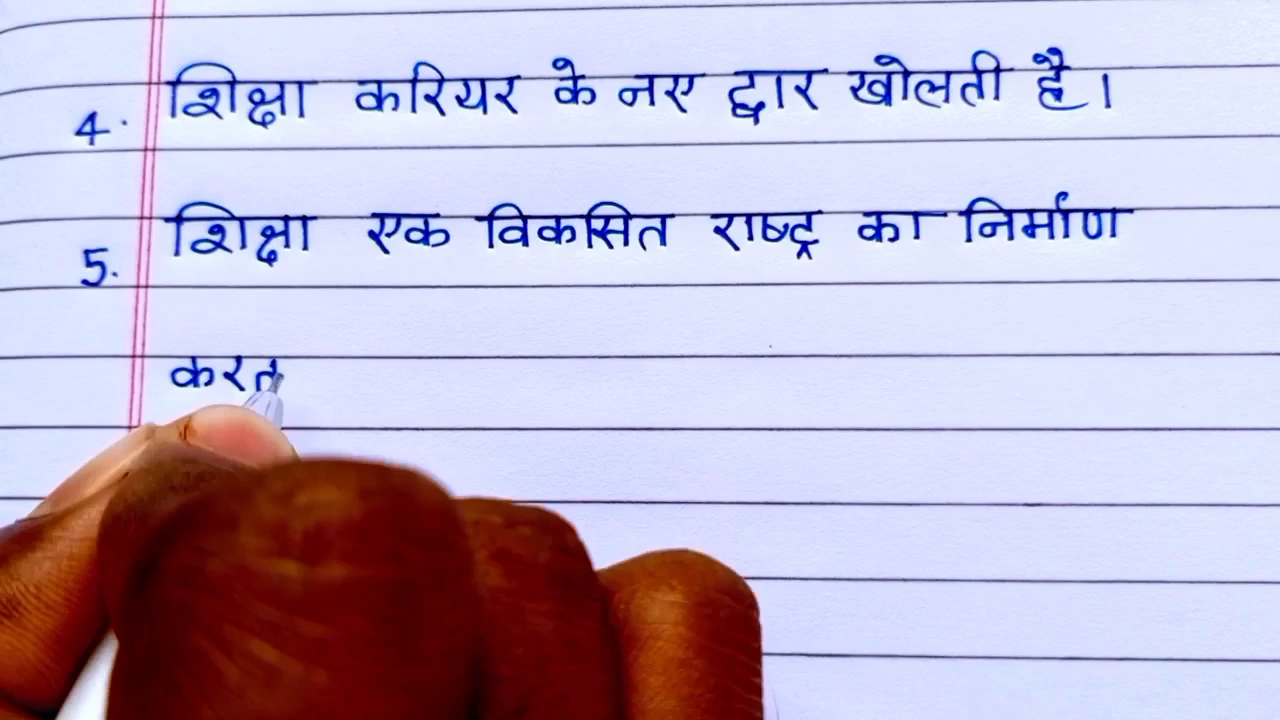 4. शिक्षा करियर के नए द्वार खोलती है।
5. शिक्षा एक विकसित राष्ट्र का निर्माण
करत